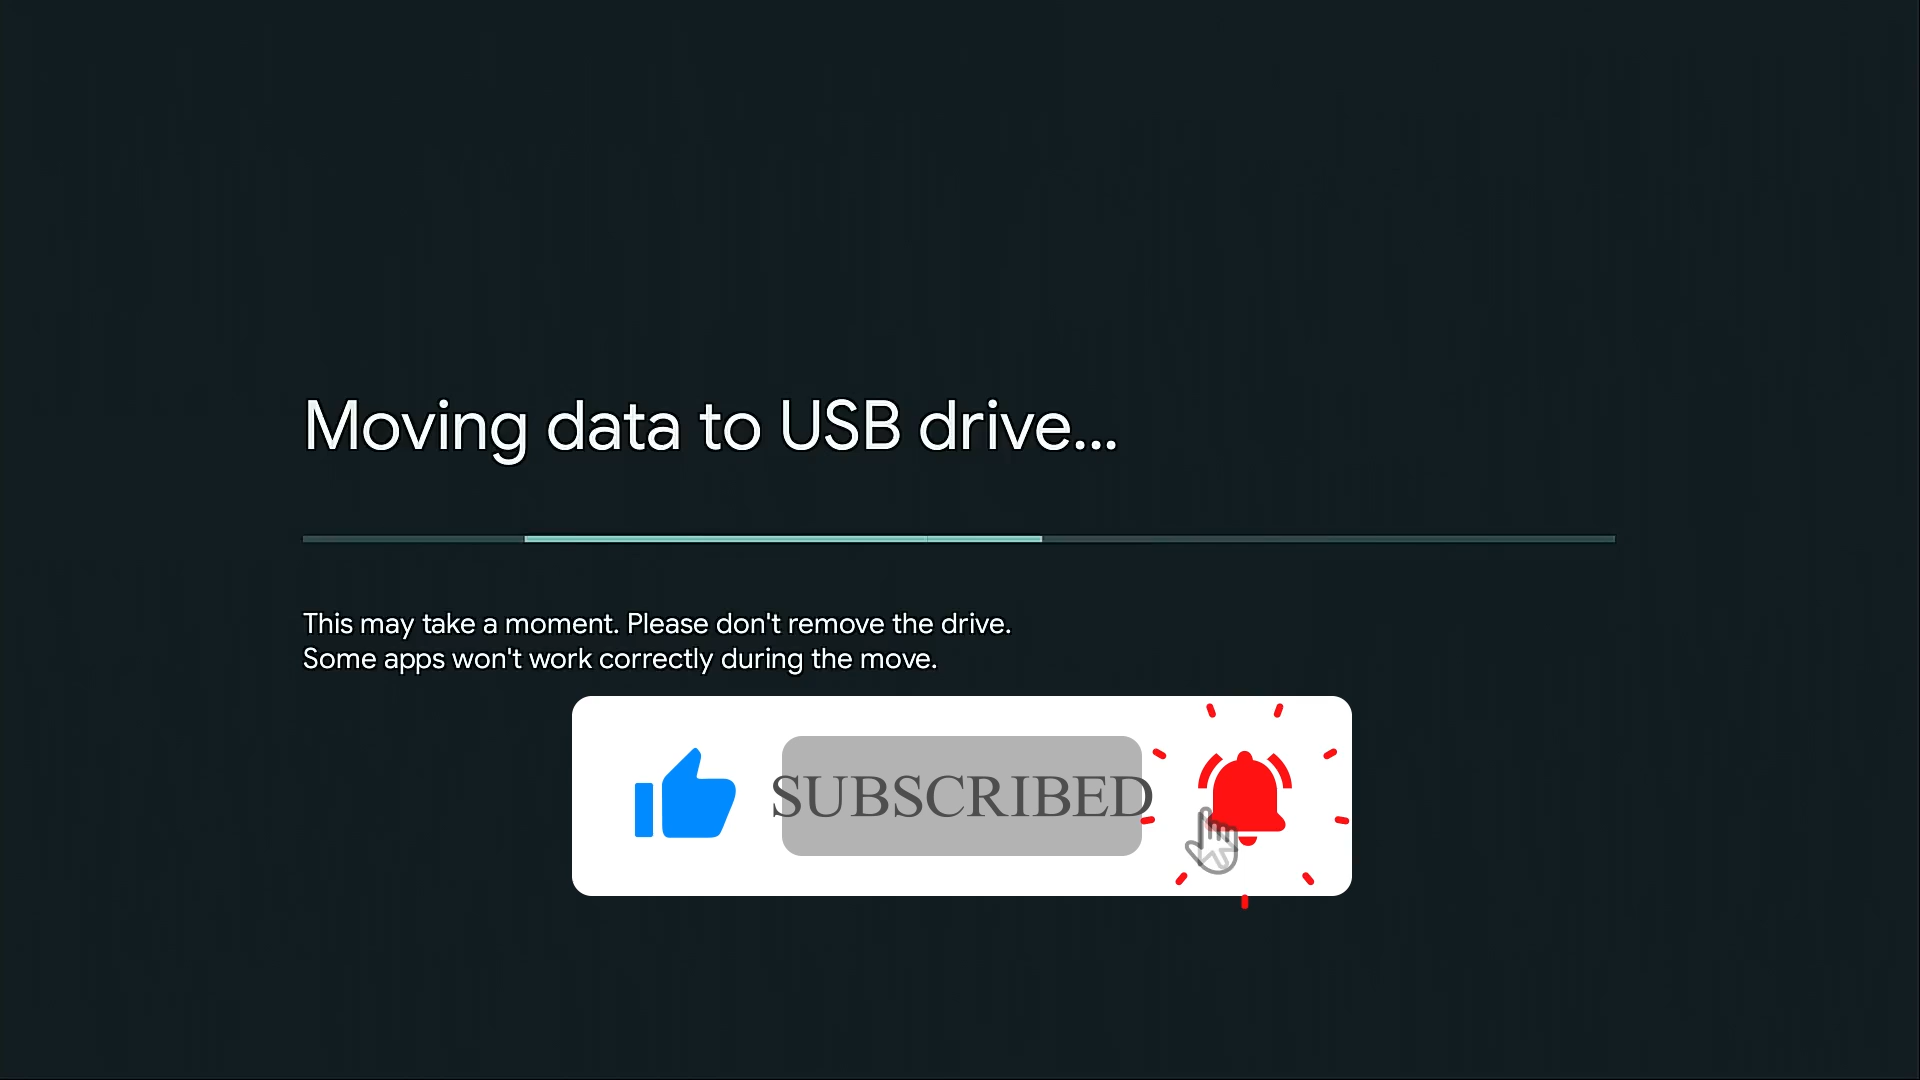 Moving data to USB drive...
This may take a moment. Please don't remove the drive.
Some apps won't work correctly during the move.
SUBSCRIBED